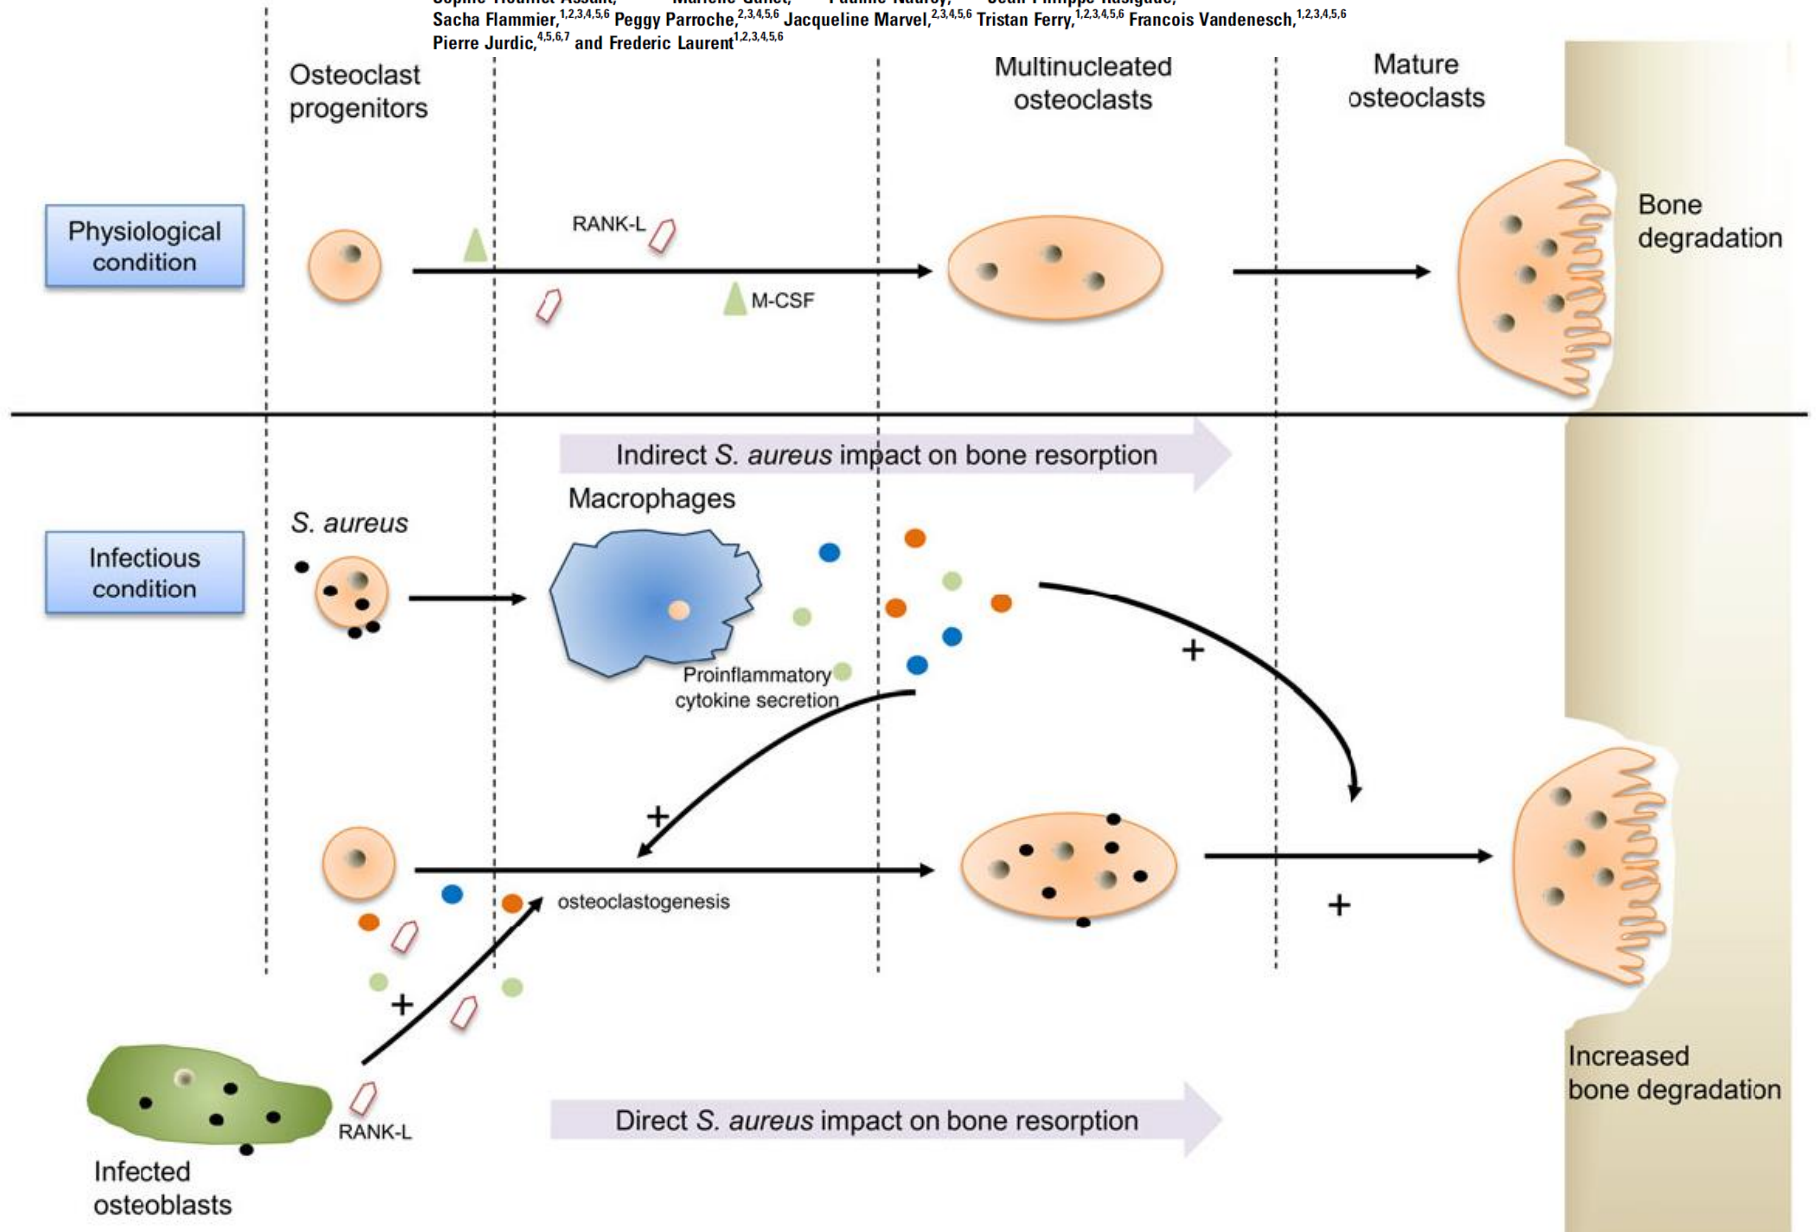 Sacha Flammier,1,2,3,4,5,6 Peggy Parroche,2,3,4,5,6 Jacqueline Marvel,2,3,4,5,6 Tristan Ferry,1,2,3,4,5,6 Francois Vandenesch,1,2,3,4,5,6
Pierre Jurdic,4,5,6,7 and Frederic Laurent1,2,3,4,5,6
Osteoclast
progenitors
Multinucleated
osteoclasts
Mature
osteoclasts
Physiological
condition
RANK-L
M-CSF
Bone
degradation
Indirect S. aureus impact on bone resorption
Macrophages
S. aureus
Infectious
condition
+
Proinflammatory
cytokine secretion
+
osteoclastogenesis
+
+
RANK-L
Increased
bone degradation
Direct S. aureus impact on bone resorption
Infected
osteoblasts